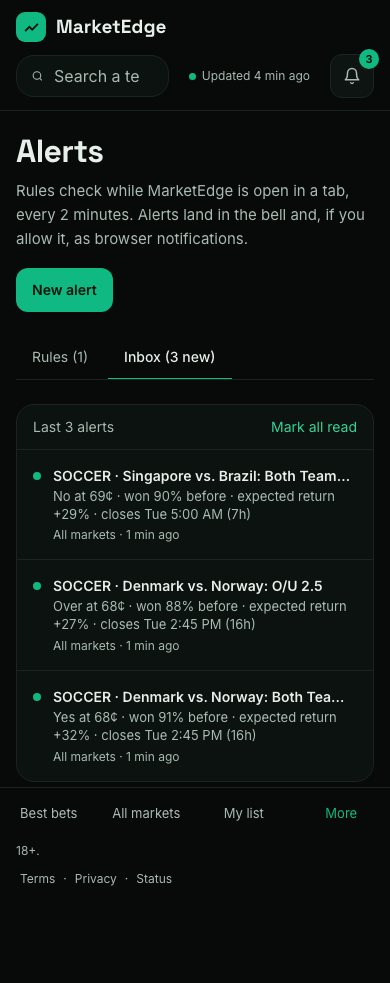 MarketEdge
Search a te
Updated 4 min ago
3
Alerts
Rules check while MarketEdge is open in a tab,
every 2 minutes. Alerts land in the bell and, if you
allow it, as browser notifications.
New alert
Rules (1)
Inbox (3 new)
Last 3 alerts
Mark all read
SOCCER · Singapore vs. Brazil: Both Team...
No at 69¢ · won 90% before · expected return
+29% · closes Tue 5:00 AM (7h)
All markets · 1 min ago
SOCCER · Denmark vs. Norway: O/U 2.5
Over at 68¢ · won 88% before · expected return
+27% · closes Tue 2:45 PM (16h)
All markets · 1 min ago
SOCCER · Denmark vs. Norway: Both Tea...
Yes at 68¢ · won 91% before · expected return
+32% · closes Tue 2:45 PM (16h)
All markets · 1 min ago
Best bets
All markets
My list
More
18+.
Terms · Privacy · Status